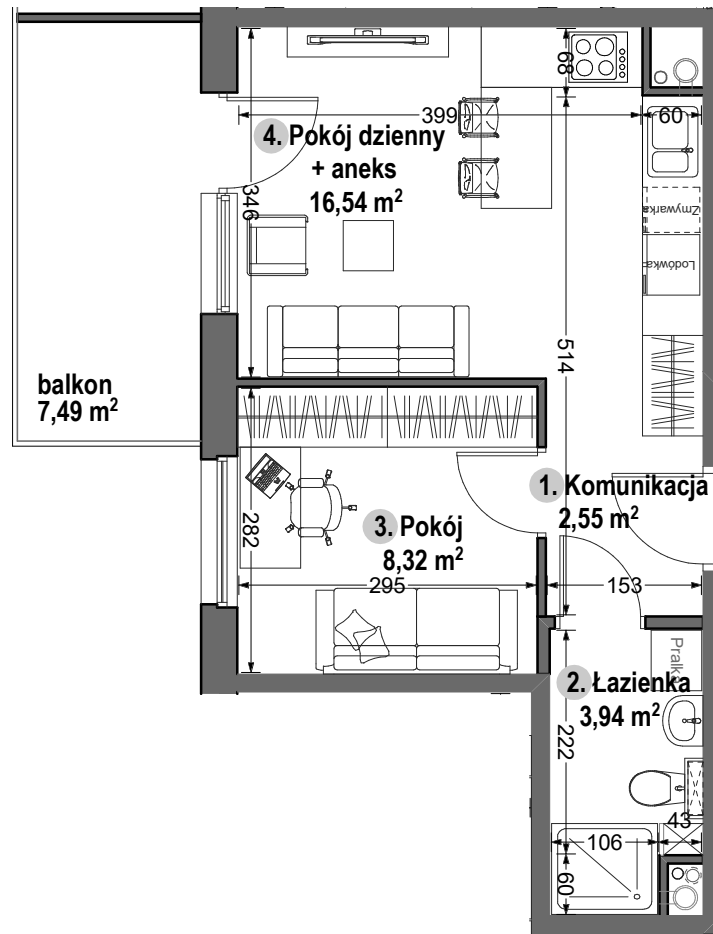 68
399
60
4. Pokój dzienny
+ aneks
16,54 m²
346
Zmywarka
Lodówka
514
balkon
7,49 m²
1. Komunikacja
2,55 m²
282
3. Pokój
8,32 m²
295
153
Pralka
2. Łazienka
3,94 m²
222
43
106
60